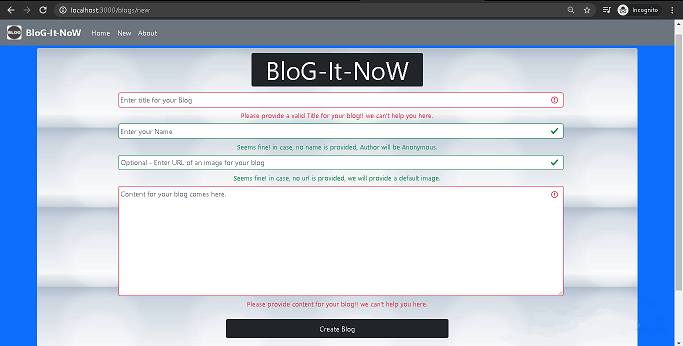 localhost:3000/blogs/new
Incognito
BLOG
BloG-It-NoW Home New About
BloG-It-NoW
Enter title for your Blog
Please provide a valid Title for your blog!! we can't help you here.
Enter your Name
Seems fine! in case, no name is provided, Author will be Anonymous.
Optional - Enter URL of an image for your blog
Seems fine! in case, no url is provided, we will provide a default image.
Content for your blog comes here.
Please provide content for your blog!! we can't help you here.
Create Blog